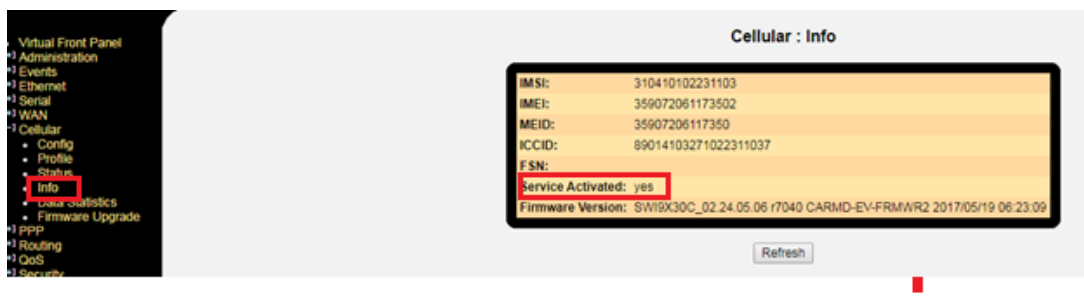 Virtual Front Panel
Administration
Events
Ethernet
Serial
WAN
Cellular
Config
Profile
Status
Info
Data Statistics
Firmware Upgrade
PPP
Routing
QoS
Security
Cellular : Info
IMSI: 310410102231103
IMEI: 359072061173502
MEID: 35907206117350
ICCID: 89014103271022311037
FSN:
Service Activated: yes
Firmware Version: SWI9X30C_02.24.05.06 r7040 CARMD-EV-FRMWR2 2017/05/19 06:23:09
Refresh